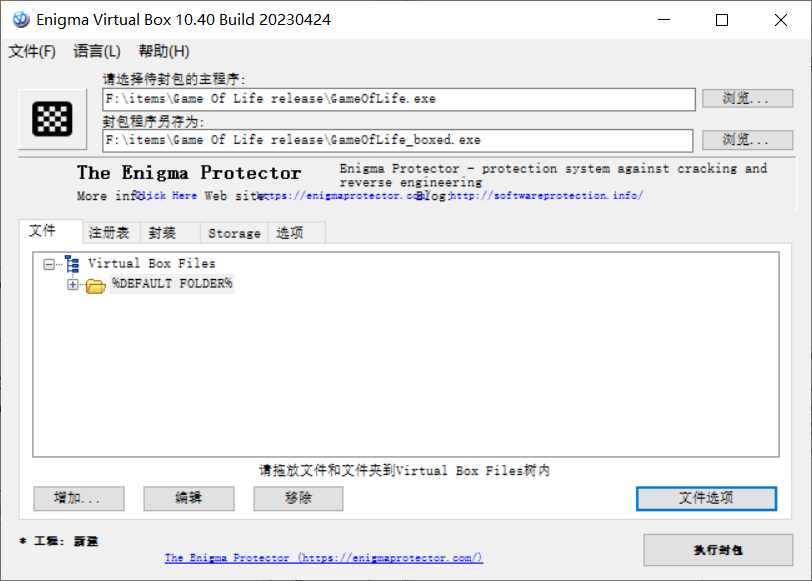 Enigma Virtual Box 10.40 Build 20230424
文件(F) 语言(L) 帮助(H)
请选择待封包的主程序:
F:\items\Game Of Life release\GameOfLife.exe
浏览...
封包程序另存为:
F:\items\Game Of Life release\GameOfLife_boxed.exe
浏览...
The Enigma Protector
Enigma Protector - protection system against cracking and
reverse engineering
More info: Click Here Web site: https://enigmaprotector.com/ Blog: http://softwareprotection.info/
文件 注册表 封装 Storage 选项
Virtual Box Files
%DEFAULT FOLDER%
请拖放文件和文件夹到Virtual Box Files树内
增加... 编辑 移除 文件选项
* 工程: 新建
The Enigma Protector (https://enigmaprotector.com/)
执行封包